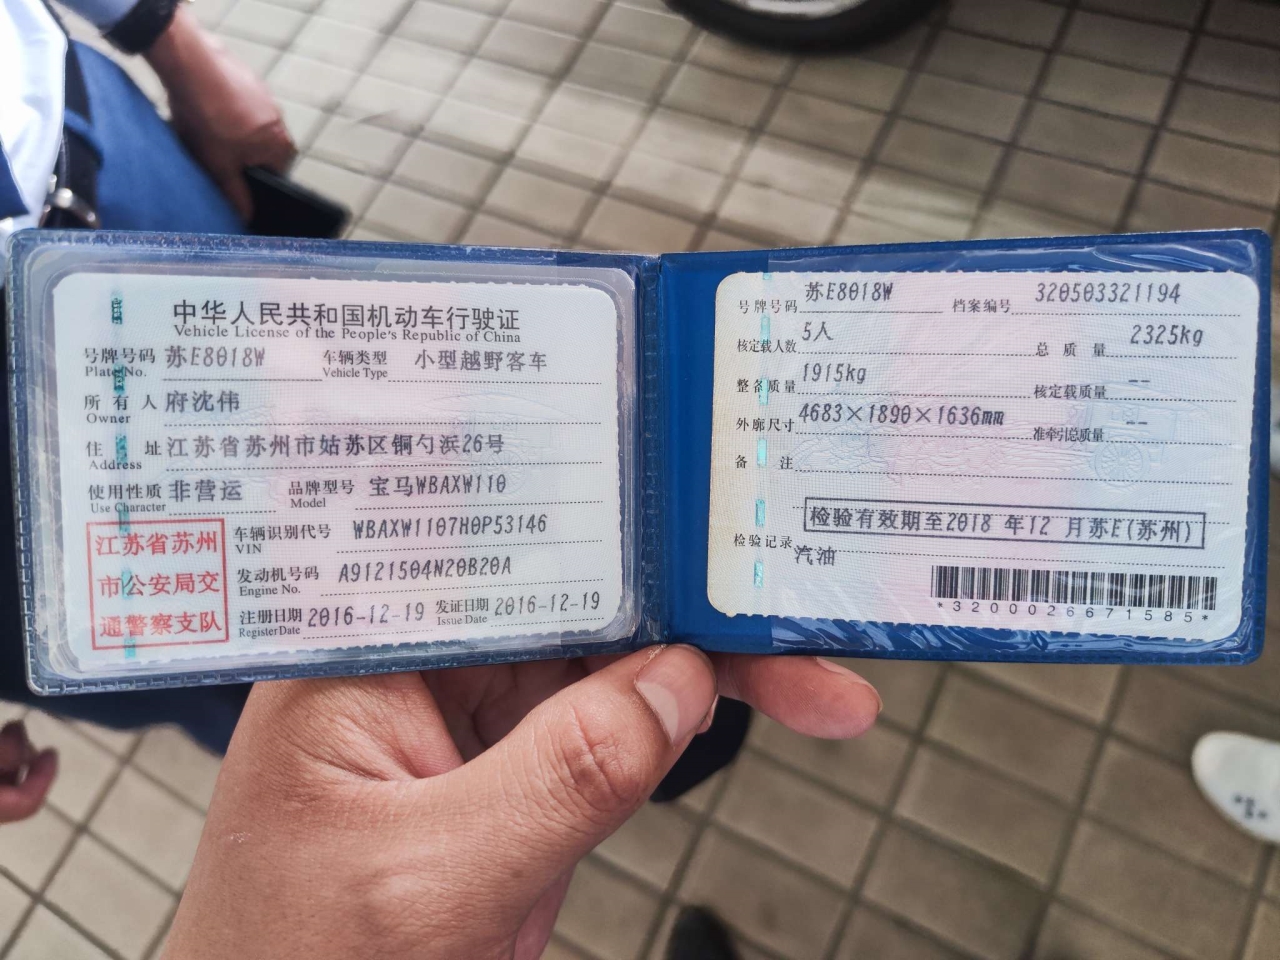 中华人民共和国机动车行驶证
Vehicle License of the People's Republic of China
号牌号码 苏E8018W 车辆类型 小型越野客车
Plate No. Vehicle Type
所有人 府沈伟
Owner
住址 江苏省苏州市姑苏区铜勺浜26号
Address
使用性质 非营运 品牌型号 宝马WBAXW110
Use Character Model
江苏省苏州
市公安局交
通警察支队
车辆识别代号 WBAXW1107H0P53146
VIN
发动机号码 A9121504N20B20A
Engine No.
注册日期 2016-12-19 发证日期 2016-12-19
Register Date Issue Date
号牌号码 苏E8018W 档案编号 320503321194
核定载人数 5人 总质量 2325kg
整备质量 1915kg 核定载质量 --
外廓尺寸 4683×1890×1636mm 准牵引总质量 --
备注
检验有效期至2018年12月苏E(苏州)
检验记录 汽油
*3200026671585*